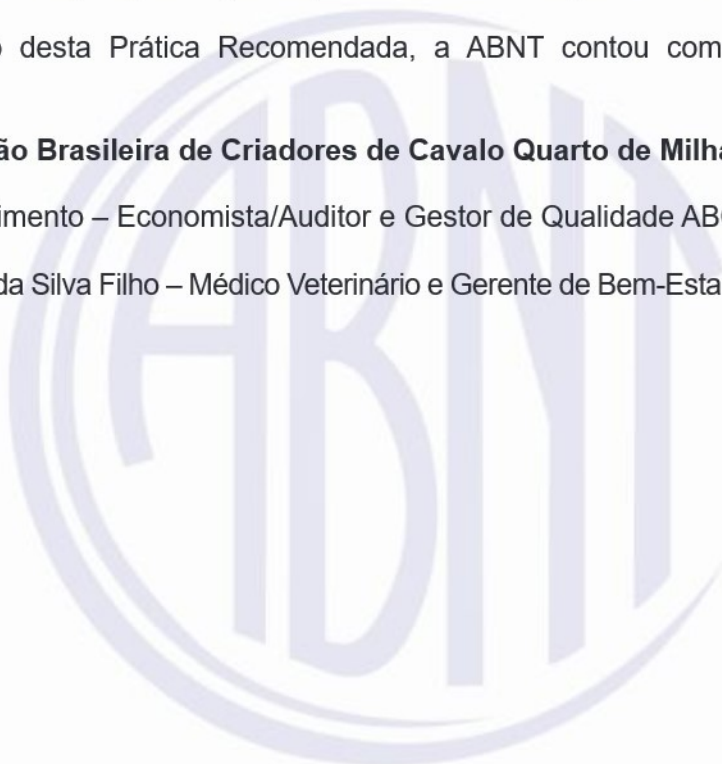 desta Prática Recomendada, a ABNT contou com
ão Brasileira de Criadores de Cavalo Quarto de Milha
imento – Economista/Auditor e Gestor de Qualidade AB
da Silva Filho – Médico Veterinário e Gerente de Bem-Esta
ABNT